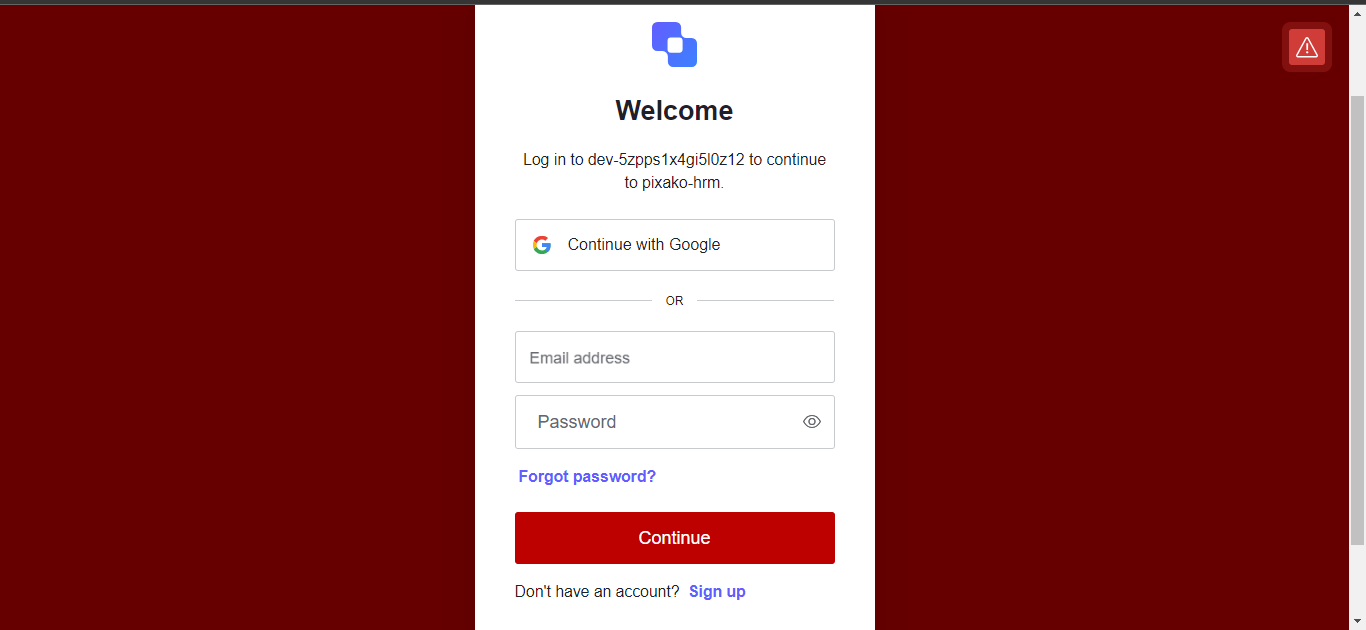 Welcome
Log in to dev-5zpps1x4gi5l0z12 to continue
to pixako-hrm.
Continue with Google
OR
Email address
Password
Forgot password?
Continue
Don't have an account? Sign up